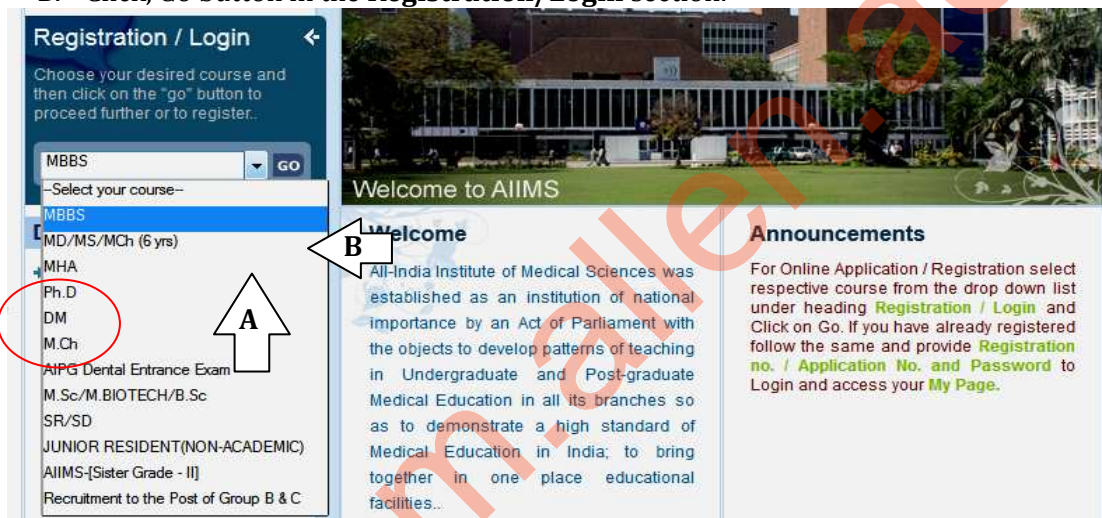 B. Click, Go button in the Registration/Login section.
Registration / Login
Choose your desired course and
then click on the "go" button to
proceed further or to register..
MBBS
GO
--Select your course--
MBBS
MD/MS/MCh (6 yrs)
MHA
Ph.D
DM
M.Ch
AIPG Dental Entrance Exam
M.Sc/M.BIOTECH/B.Sc
SR/SD
JUNIOR RESIDENT(NON-ACADEMIC)
AIIMS-[Sister Grade - II]
Recruitment to the Post of Group B & C
A
B
Welcome to AIIMS
Welcome
All-India Institute of Medical Sciences was
established as an institution of national
importance by an Act of Parliament with
the objects to develop patterns of teaching
in Undergraduate and Post-graduate
Medical Education in all its branches so
as to demonstrate a high standard of
Medical Education in India; to bring
together in one place educational
facilities..
Announcements
For Online Application / Registration select
respective course from the drop down list
under heading Registration / Login and
Click on Go. If you have already registered
follow the same and provide Registration
no. / Application No. and Password to
Login and access your My Page.
m.alle